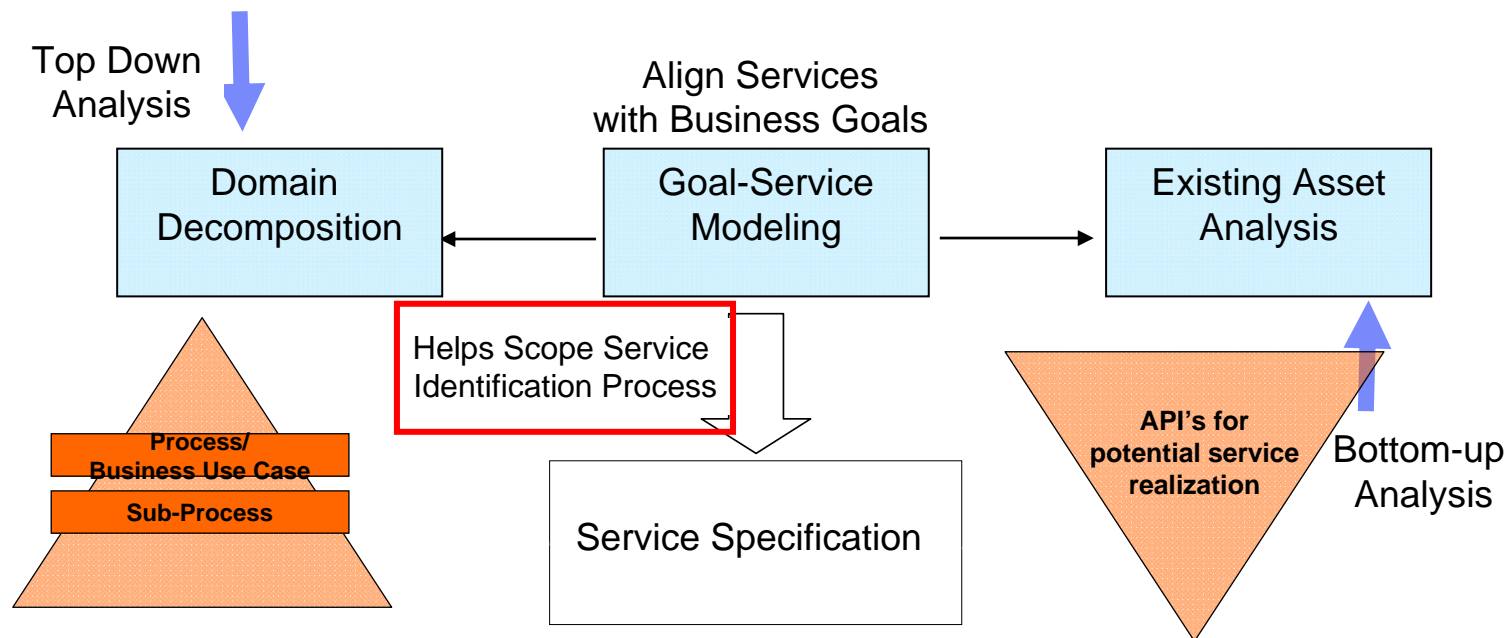 Top Down
Analysis
Align Services
with Business Goals
Domain
Decomposition
Goal-Service
Modeling
Existing Asset
Analysis
Helps Scope Service
Identification Process
Process/
Business Use Case
Sub-Process
Service Specification
API's for
potential service
realization
Bottom-up
Analysis